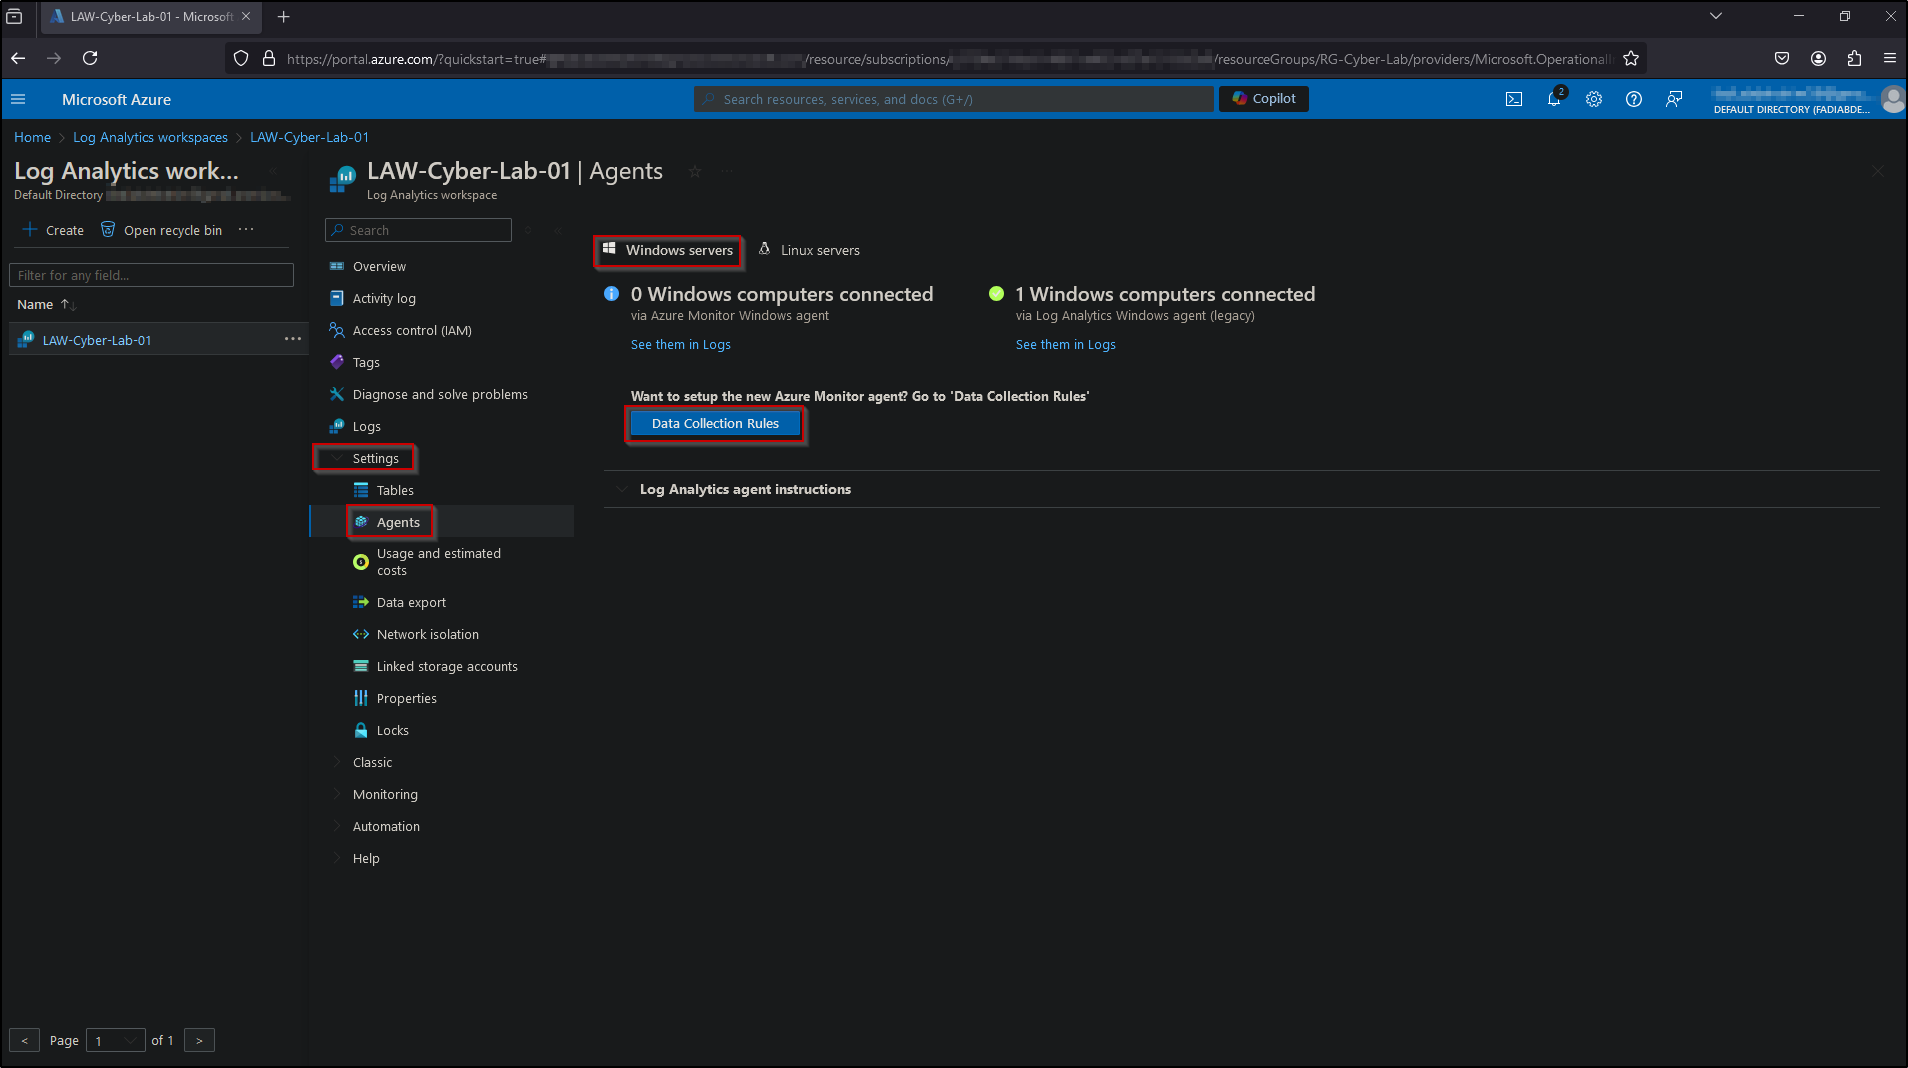 LAW-Cyber-Lab-01 - Microsoft
https://portal.azure.com/?quickstart=true# /resource/subscriptions/ /resourceGroups/RG-Cyber-Lab/providers/Microsoft.OperationalI
Microsoft Azure
Search resources, services, and docs (G+/)
Copilot
2
DEFAULT DIRECTORY (FADIABDE...
Home > Log Analytics workspaces > LAW-Cyber-Lab-01
Log Analytics work...
Default Directory
Create
Open recycle bin
Filter for any field...
Name
LAW-Cyber-Lab-01
< Page 1 of 1 >
LAW-Cyber-Lab-01 | Agents
Log Analytics workspace
Search
Overview
Activity log
Access control (IAM)
Tags
Diagnose and solve problems
Logs
Settings
Tables
Agents
Usage and estimated
costs
Data export
Network isolation
Linked storage accounts
Properties
Locks
Classic
Monitoring
Automation
Help
Windows servers
Linux servers
0 Windows computers connected
via Azure Monitor Windows agent
See them in Logs
1 Windows computers connected
via Log Analytics Windows agent (legacy)
See them in Logs
Want to setup the new Azure Monitor agent? Go to 'Data Collection Rules'
Data Collection Rules
Log Analytics agent instructions